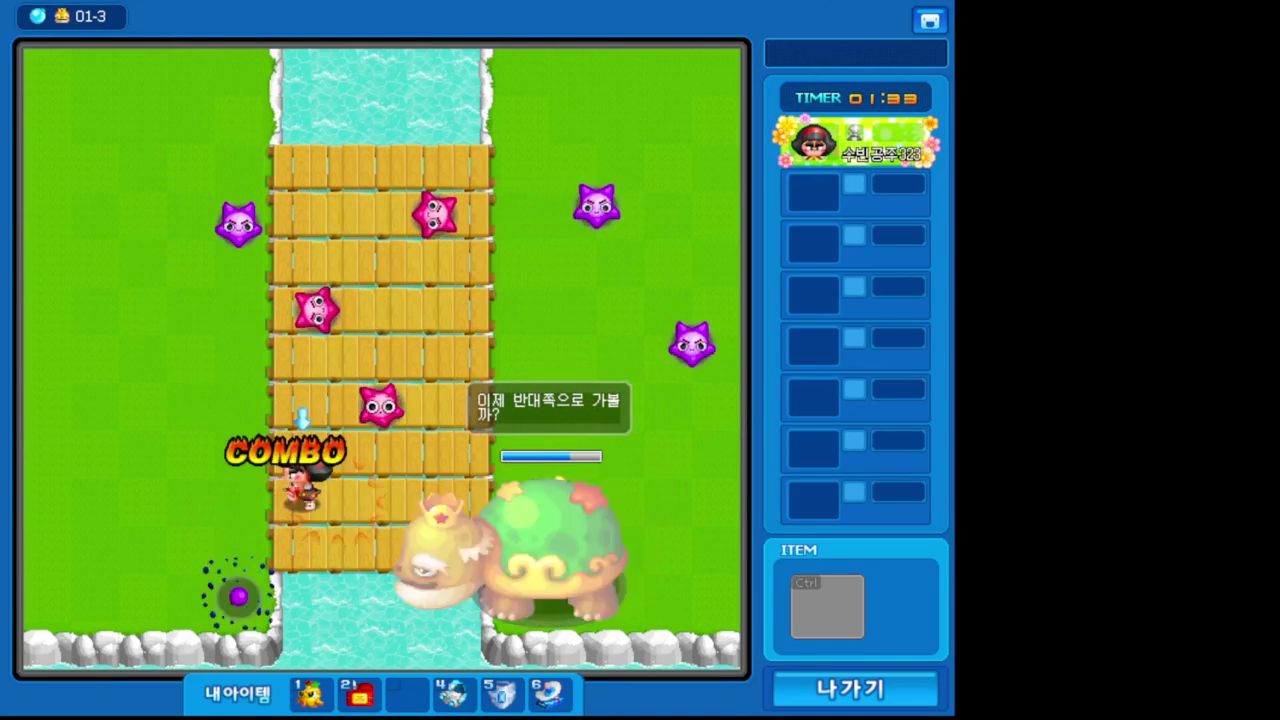 01-3
TIMER 01:33
수빈공주323
이제 반대쪽으로 가볼
까?
COMBO
ITEM
Ctrl
내아이템
1
2
4
5
6
나가기